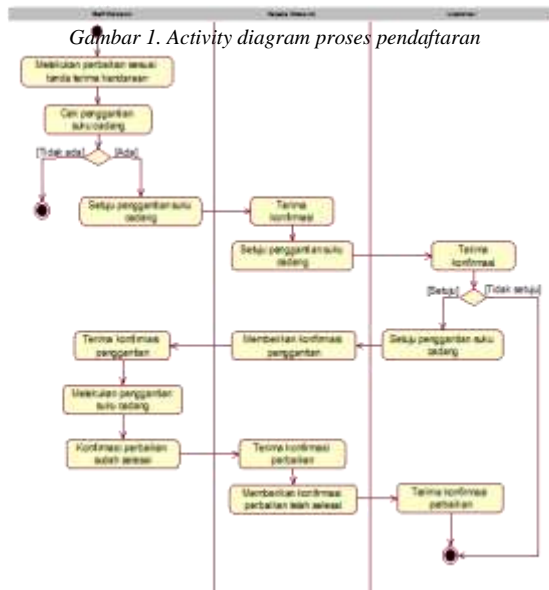 Gambar 1. Activity diagram proses pendaftaran
Melakukan perbaikan sesuai
tanda terima kendaraan
Cek penggantian
suku cadang
[Tidak ada]
[Ada]
Setuju penggantian suku
cadang
Terima
konfirmasi
Setuju penggantian suku
cadang
Terima
konfirmasi
[Setuju]
[Tidak setuju]
Setuju penggantian suku
cadang
Memberikan konfirmasi
penggantian
Terima konfirmasi
penggantian
Melakukan penggantian
suku cadang
Konfirmasi perbaikan
sudah selesai
Terima konfirmasi
perbaikan
Memberikan konfirmasi
perbaikan telah selesai
Terima konfirmasi
perbaikan